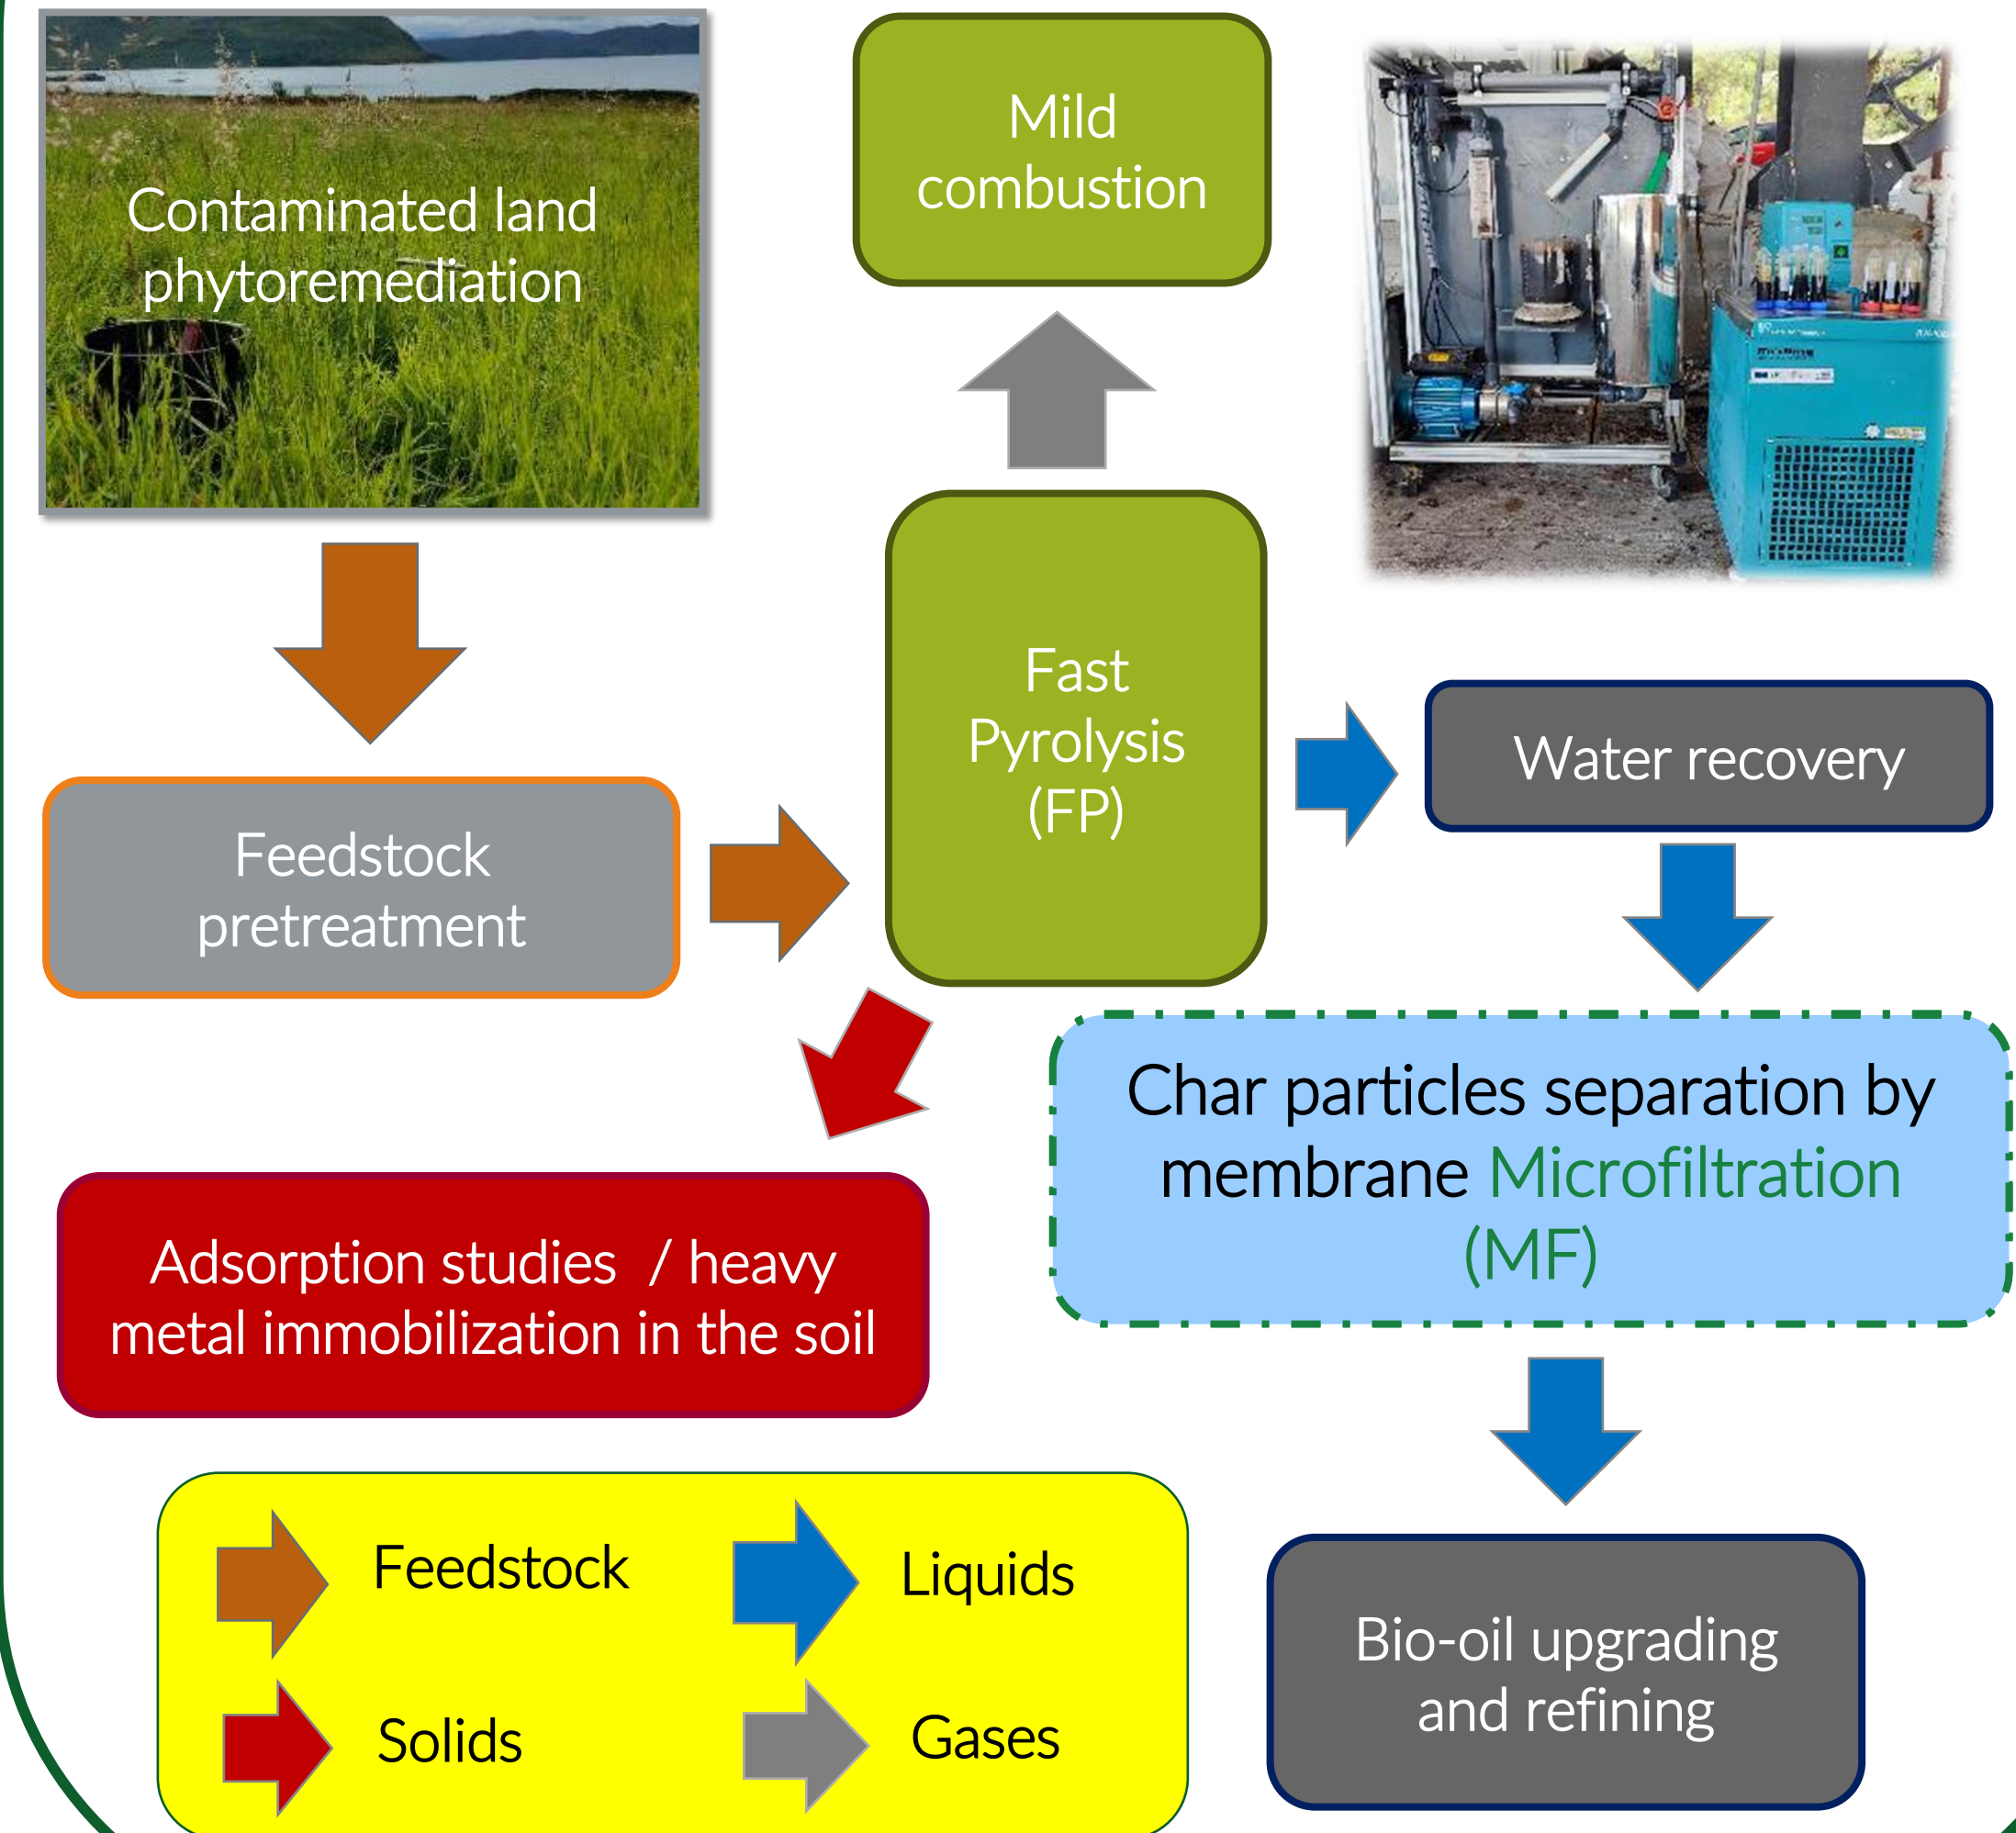 Contaminated land
phytoremediation
Mild
combustion
Fast
Pyrolysis
(FP)
Water recovery
Feedstock
pretreatment
Char particles separation by
membrane Microfiltration
(MF)
Adsorption studies / heavy
metal immobilization in the soil
Feedstock
Liquids
Solids
Gases
Bio-oil upgrading
and refining